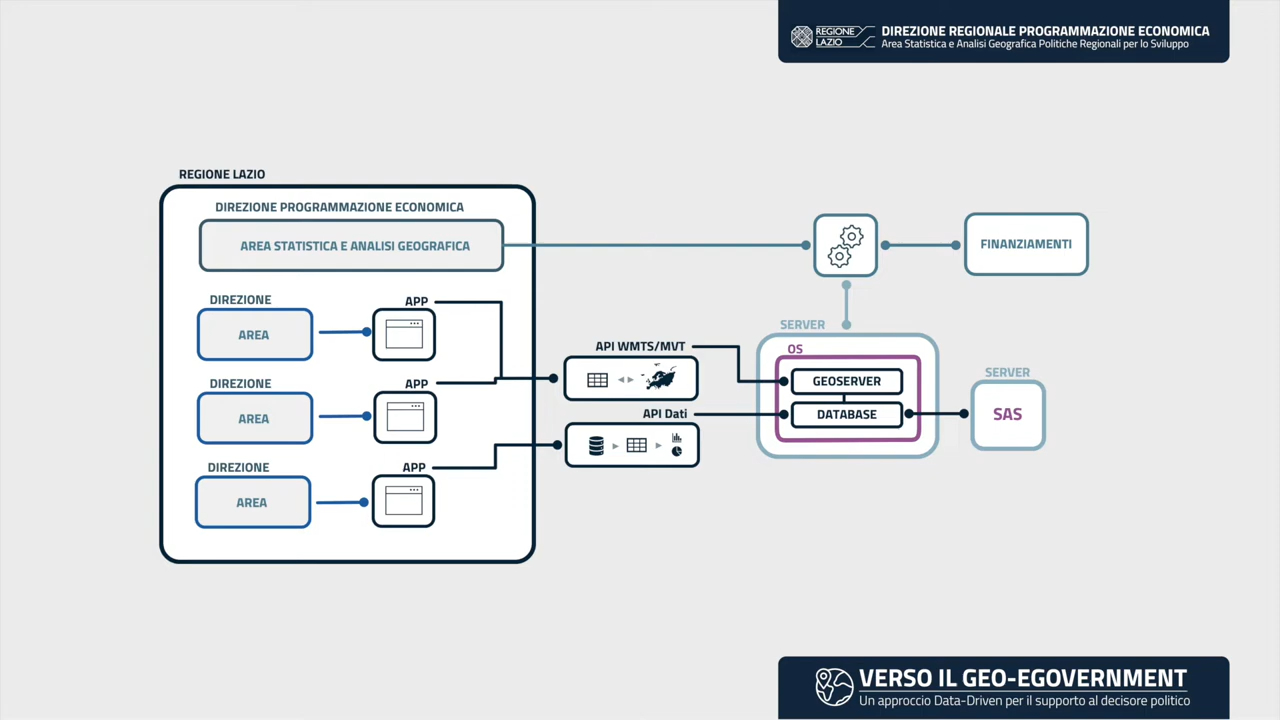 REGIONE
LAZIO
DIREZIONE REGIONALE PROGRAMMAZIONE ECONOMICA
Area Statistica e Analisi Geografica Politiche Regionali per lo Sviluppo
REGIONE LAZIO
DIREZIONE PROGRAMMAZIONE ECONOMICA
AREA STATISTICA E ANALISI GEOGRAFICA
FINANZIAMENTI
DIREZIONE
APP
AREA
SERVER
OS
API WMTS/MVT
GEOSERVER
DATABASE
SERVER
SAS
DIREZIONE
APP
AREA
API Dati
DIREZIONE
APP
AREA
VERSO IL GEO-EGOVERNMENT
Un approccio Data-Driven per il supporto al decisore politico